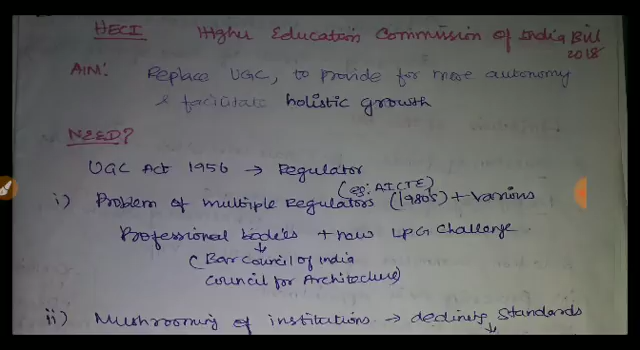 HECI Higher Education Commission of India Bill 2018
AIM: Replace UGC, to provide for more autonomy
& facilitate holistic growth
NEED?
UGC Act 1956 → Regulator
(eg: AICTE)
i) Problem of multiple Regulators (1980s) + various
Professional bodies + new LPG challenge
↓
(Bar Council of India
Council for Architecture)
ii) Mushrooming of institutions → declining standards
↓